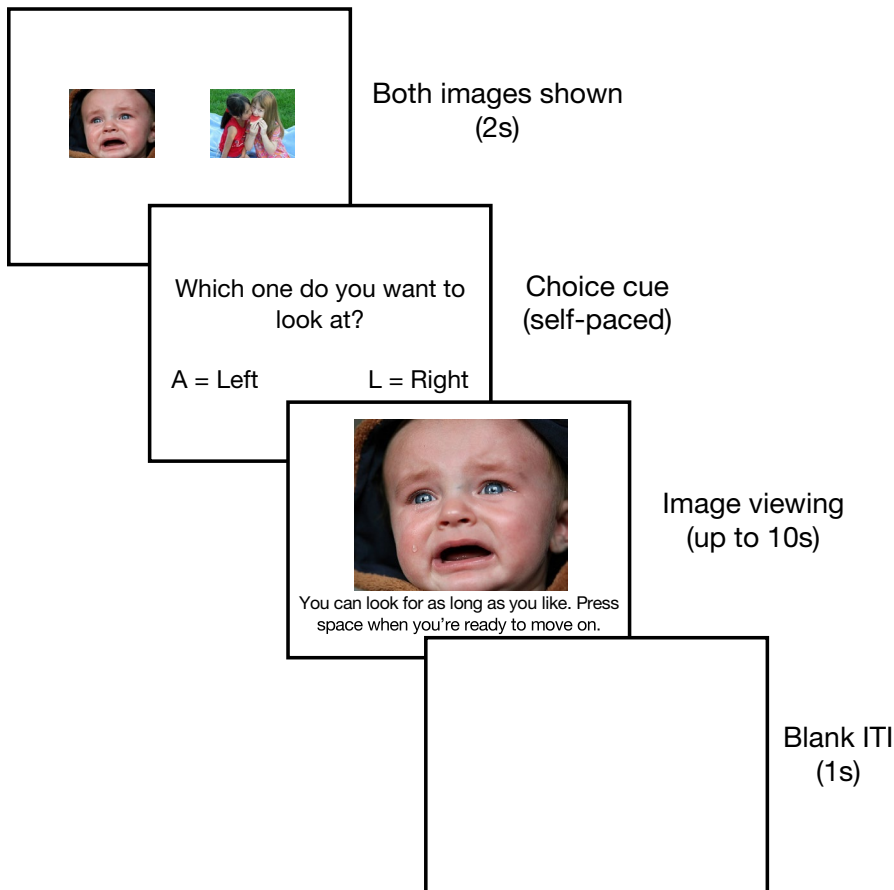 Both images shown
(2s)
Which one do you want to
look at?
A = Left L = Right
Choice cue
(self-paced)
Image viewing
(up to 10s)
You can look for as long as you like. Press
space when you’re ready to move on.
Blank ITI
(1s)